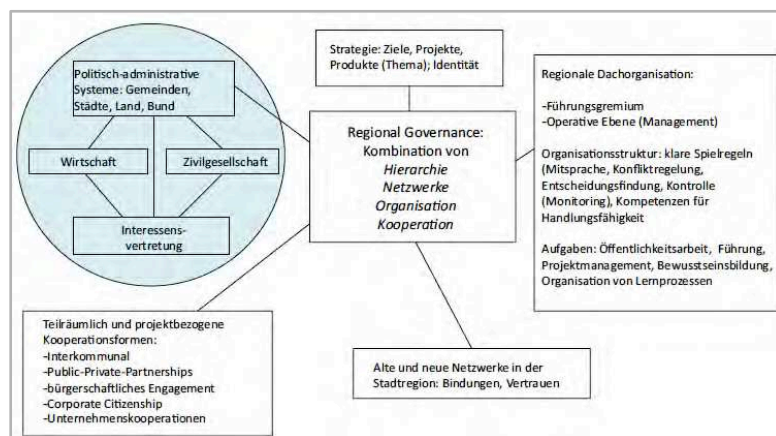 Politisch-administrative
Systeme: Gemeinden,
Städte, Land, Bund
Wirtschaft
Zivilgesellschaft
Interessens-
vertretung
Strategie: Ziele, Projekte,
Produkte (Thema); Identität
Regional Governance:
Kombination von
Hierarchie
Netzwerke
Organisation
Kooperation
Regionale Dachorganisation:
-Führungsgremium
-Operative Ebene (Management)
Organisationsstruktur: klare Spielregeln
(Mitsprache, Konfliktregelung,
Entscheidungsfindung, Kontrolle
(Monitoring), Kompetenzen für
Handlungsfähigkeit
Aufgaben: Öffentlichkeitsarbeit, Führung,
Projektmanagement, Bewusstseinsbildung,
Organisation von Lernprozessen
Teilräumlich und projektbezogene
Kooperationsformen:
-Interkommunal
-Public-Private-Partnerships
-bürgerschaftliches Engagement
-Corporate Citizenship
-Unternehmenskooperationen
Alte und neue Netzwerke in der
Stadtregion: Bindungen, Vertrauen